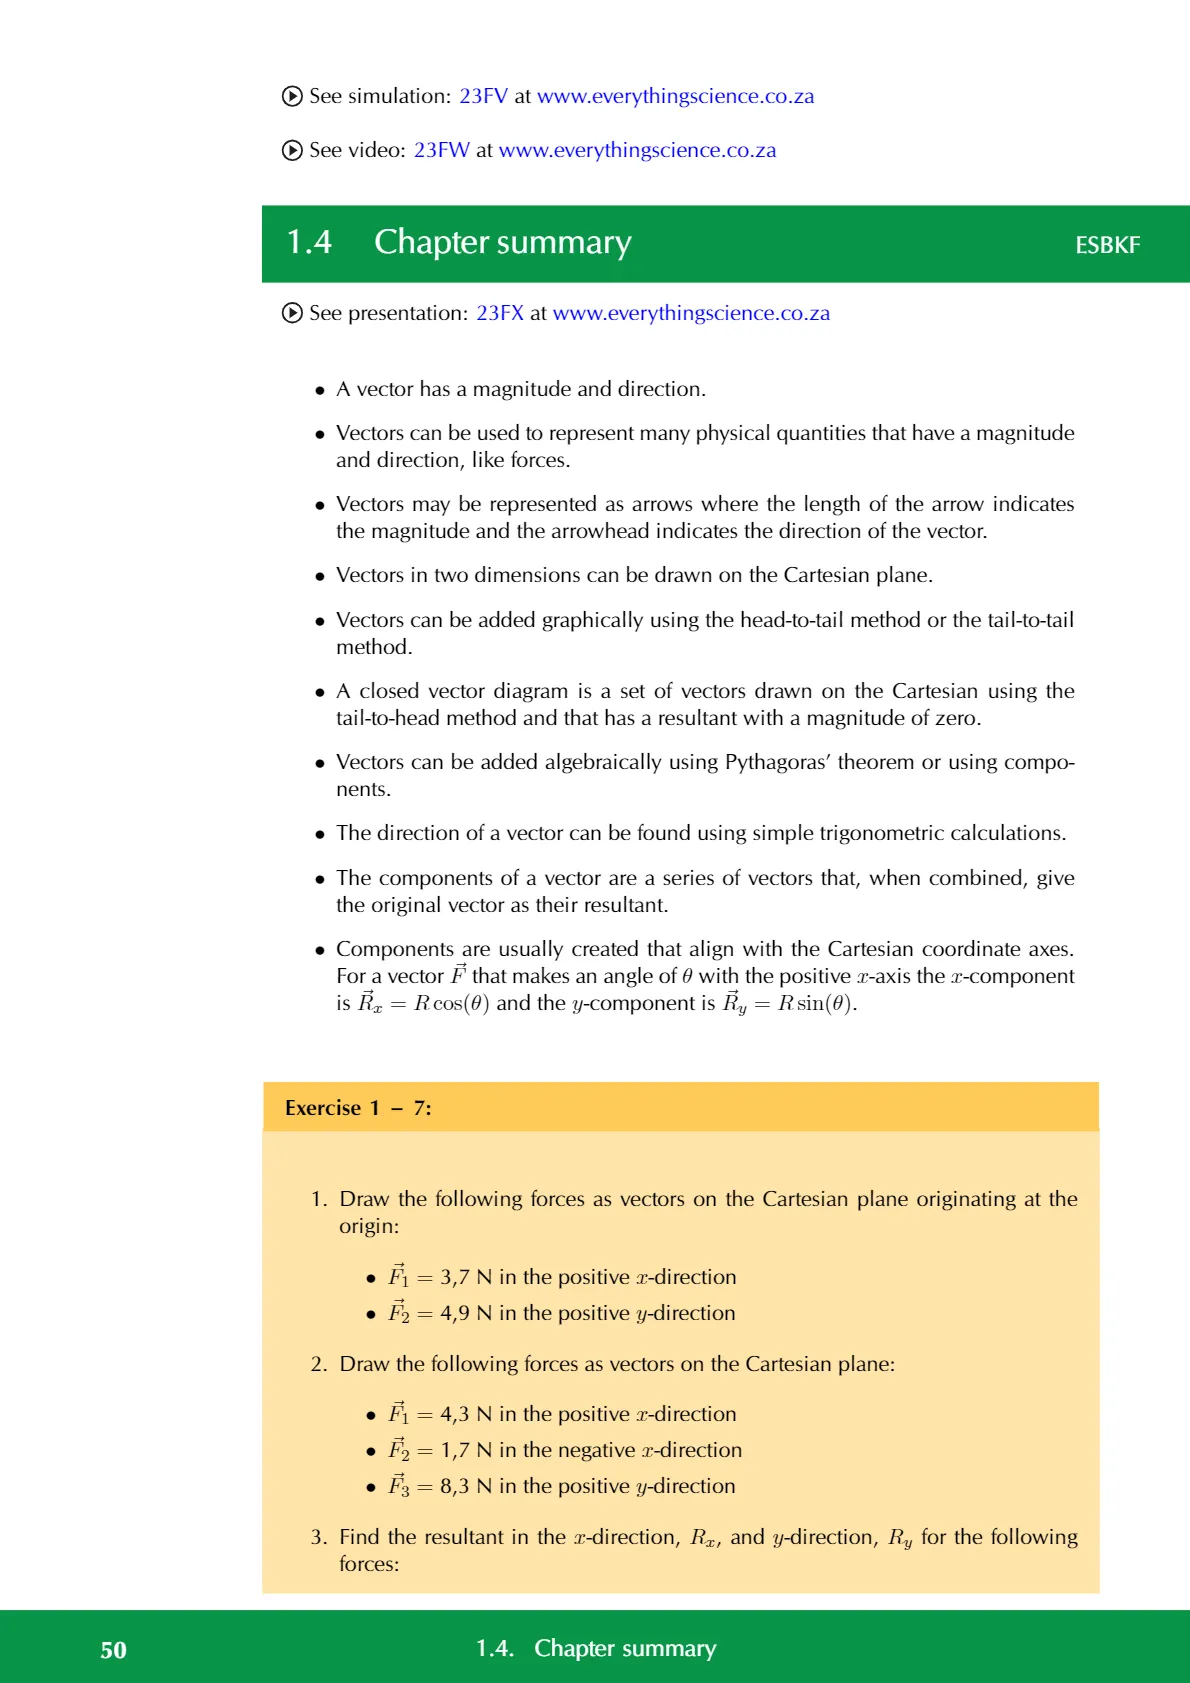 See simulation: 23FV at www.everythingscience.co.za
See video: 23FW at www.everythingscience.co.za
1.4 Chapter summary ESBKF
See presentation: 23FX at www.everythingscience.co.za
• A vector has a magnitude and direction.
• Vectors can be used to represent many physical quantities that have a magnitude
and direction, like forces.
• Vectors may be represented as arrows where the length of the arrow indicates
the magnitude and the arrowhead indicates the direction of the vector.
• Vectors in two dimensions can be drawn on the Cartesian plane.
• Vectors can be added graphically using the head-to-tail method or the tail-to-tail
method.
• A closed vector diagram is a set of vectors drawn on the Cartesian using the
tail-to-head method and that has a resultant with a magnitude of zero.
• Vectors can be added algebraically using Pythagoras’ theorem or using compo-
nents.
• The direction of a vector can be found using simple trigonometric calculations.
• The components of a vector are a series of vectors that, when combined, give
the original vector as their resultant.
• Components are usually created that align with the Cartesian coordinate axes.
For a vector $\vec{F}$ that makes an angle of θ with the positive x-axis the x-component
is $\vec{R}_x = R\cos(\theta)$ and the y-component is $\vec{R}_y = R\sin(\theta)$.
Exercise 1 – 7:
1. Draw the following forces as vectors on the Cartesian plane originating at the
origin:
• $\vec{F}_1$ = 3,7 N in the positive x-direction
• $\vec{F}_2$ = 4,9 N in the positive y-direction
2. Draw the following forces as vectors on the Cartesian plane:
• $\vec{F}_1$ = 4,3 N in the positive x-direction
• $\vec{F}_2$ = 1,7 N in the negative x-direction
• $\vec{F}_3$ = 8,3 N in the positive y-direction
3. Find the resultant in the x-direction, $R_x$, and y-direction, $R_y$ for the following
forces:
50 1.4. Chapter summary